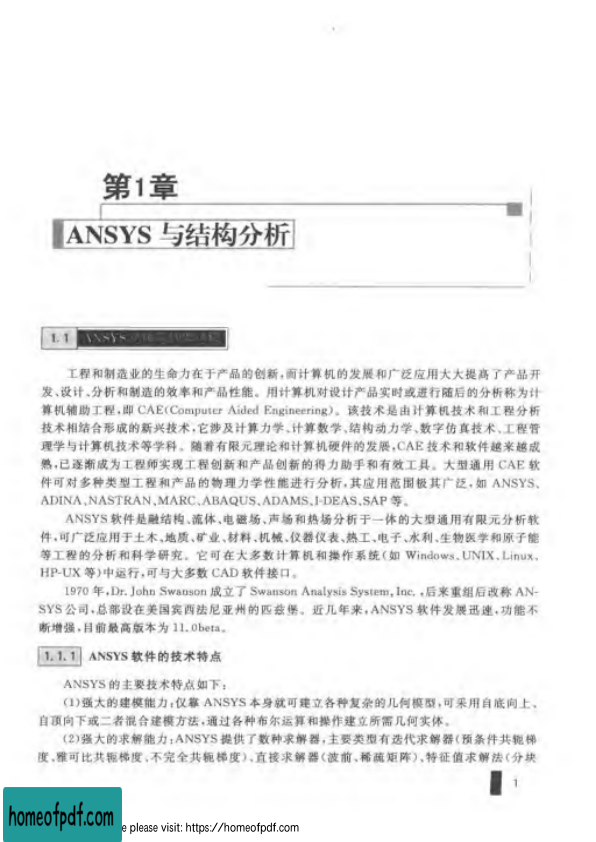 第1章
ANSYS 与结构分析
1.1 ANSYS
工程和制造业的生命力在于产品的创新,而计算机的发展和广泛应用大大提高了产品开
发、设计、分析和制造的效率和产品性能。用计算机对设计产品实时或进行随后的分析称为计
算机辅助工程,即 CAE(Computer Aided Engineering)。该技术是由计算机技术和工程分析
技术相结合形成的新兴技术,它涉及计算力学、计算数学、结构动力学、数字仿真技术、工程管
理学与计算机技术等学科。随着有限元理论和计算机硬件的发展,CAE 技术和软件越来越成
熟,已逐渐成为工程师实现工程创新和产品创新的得力助手和有效工具。大型通用 CAE 软
件可对多种类型工程和产品的物理力学性能进行分析,其应用范围极其广泛,如 ANSYS、
ADINA、NASTRAN、MARC、ABAQUS、ADAMS、I-DEAS、SAP 等。
ANSYS 软件是融结构、流体、电磁场、声场和热场分析于一体的大型通用有限元分析软
件,可广泛应用于土木、地质、矿业、材料、机械、仪器仪表、热工、电子、水利、生物医学和原子能
等工程的分析和科学研究。它可在大多数计算机和操作系统(如 Windows、UNIX、Linux、
HP-UX 等)中运行,可与大多数 CAD 软件接口。
1970 年,Dr. John Swanson 成立了 Swanson Analysis System, Inc.,后来重组后改称 AN-
SYS 公司,总部设在美国宾西法尼亚州的匹兹堡。近几年来,ANSYS 软件发展迅速,功能不
断增强,目前最高版本为 11.0beta。
1.1.1 ANSYS 软件的技术特点
ANSYS 的主要技术特点如下:
(1)强大的建模能力:仅靠 ANSYS 本身就可建立各种复杂的几何模型,可采用自底向上、
自顶向下或二者混合建模方法,通过各种布尔运算和操作建立所需几何实体。
(2)强大的求解能力:ANSYS 提供了数种求解器,主要类型有迭代求解器(预条件共轭梯
度、雅可比共轭梯度、不完全共轭梯度)、直接求解器(波前、稀疏矩阵)、特征值求解法(分块
1
homeofpdf.com
e please visit: https://homeofpdf.com